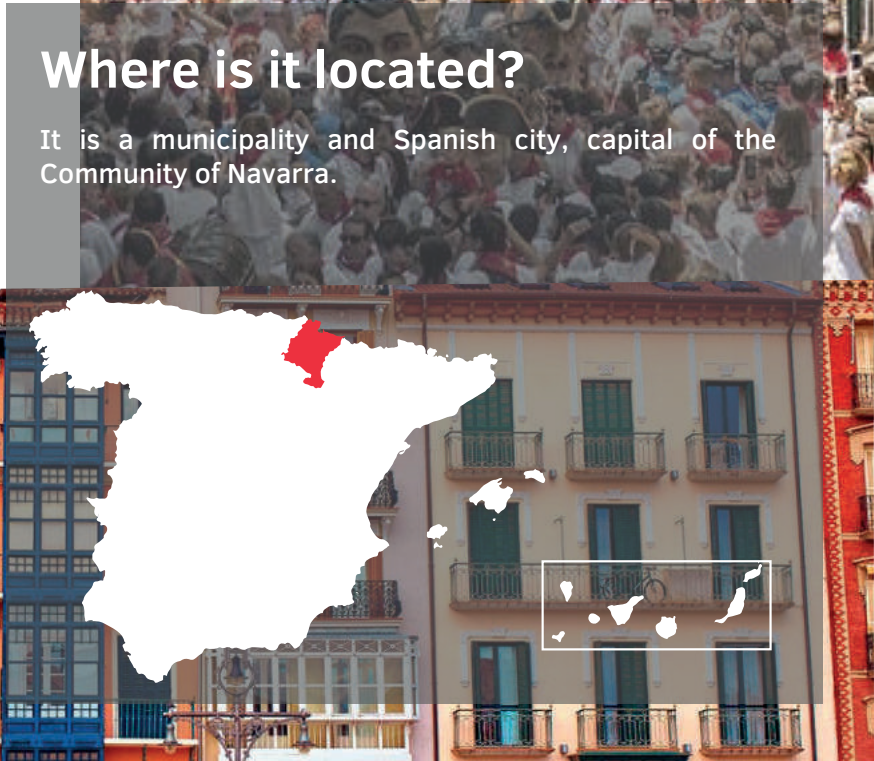 Where is it located?
It is a municipality and Spanish city, capital of the
Community of Navarra.